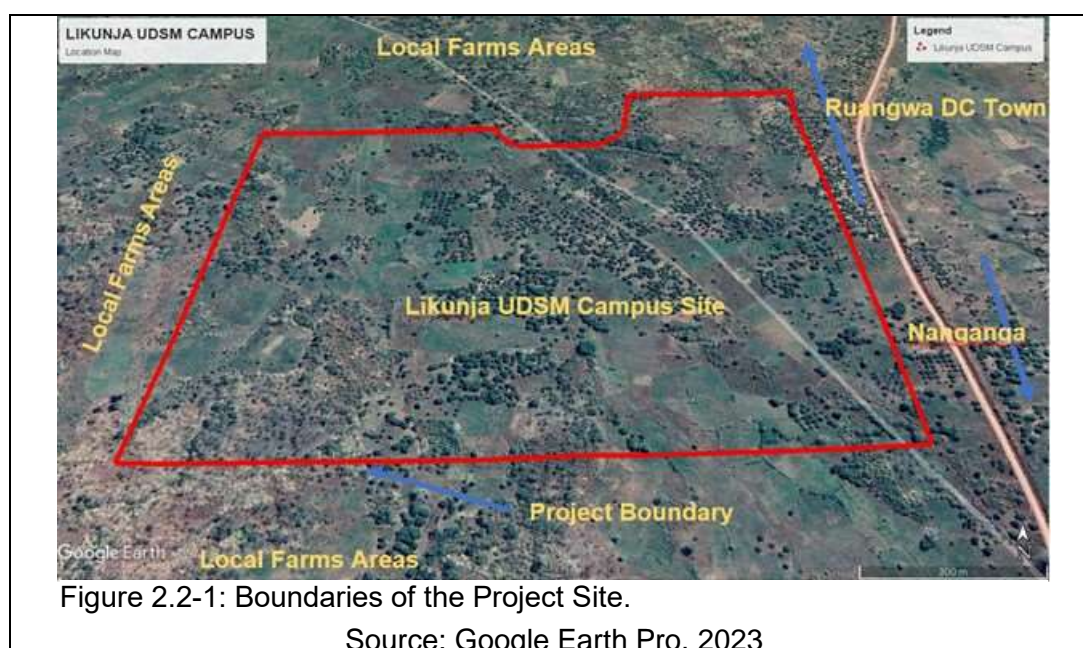 LIKUNJA UDSM CAMPUS
Location Map
Legend
Likunja UDSM Campus
Local Farms Areas
Ruangwa DC Town
Local Farms Areas
Likunja UDSM Campus Site
Nanganga
Project Boundary
Google Earth
Local Farms Areas
N
300 m
Figure 2.2-1: Boundaries of the Project Site.
Source: Google Earth Pro, 2023